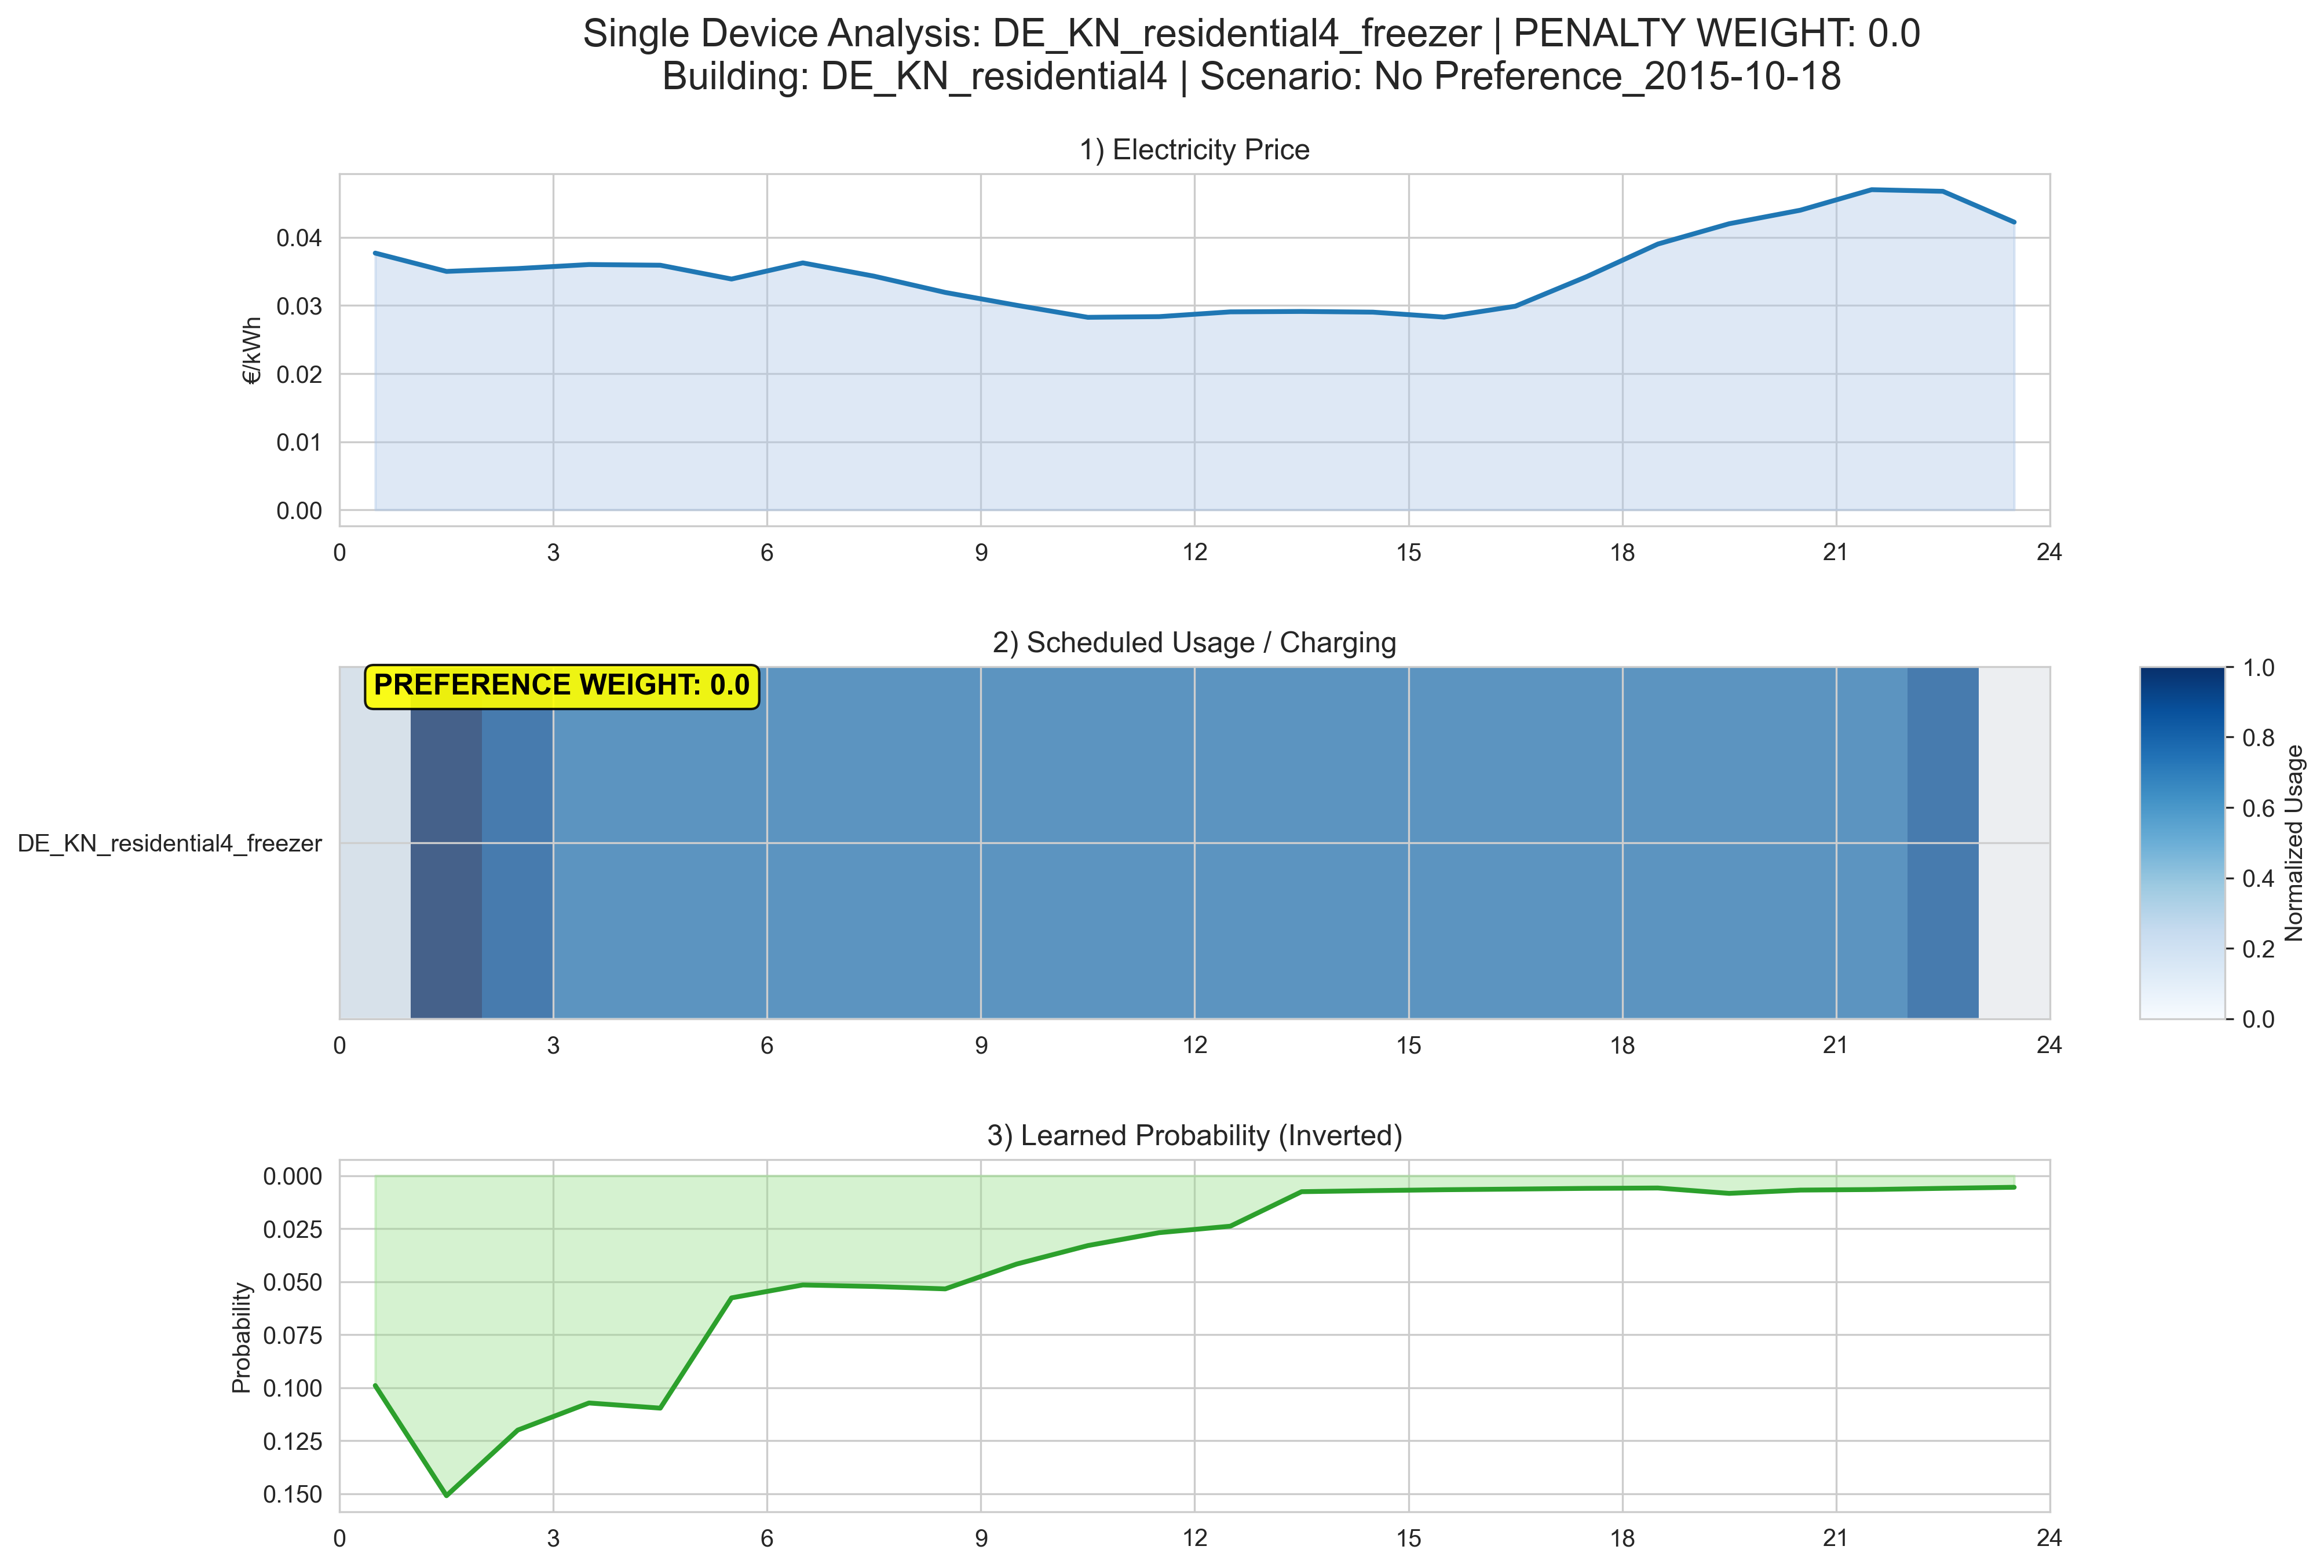 Single Device Analysis: DE_KN_residential4_freezer | PENALTY WEIGHT: 0.0
Building: DE_KN_residential4 | Scenario: No Preference_2015-10-18
1) Electricity Price
€/kWh
0.04
0.03
0.02
0.01
0.00
0 3 6 9 12 15 18 21 24
2) Scheduled Usage / Charging
PREFERENCE WEIGHT: 0.0
DE_KN_residential4_freezer
0 3 6 9 12 15 18 21 24
1.0
0.8
0.6
0.4
0.2
0.0
Normalized Usage
3) Learned Probability (Inverted)
Probability
0.000
0.025
0.050
0.075
0.100
0.125
0.150
0 3 6 9 12 15 18 21 24